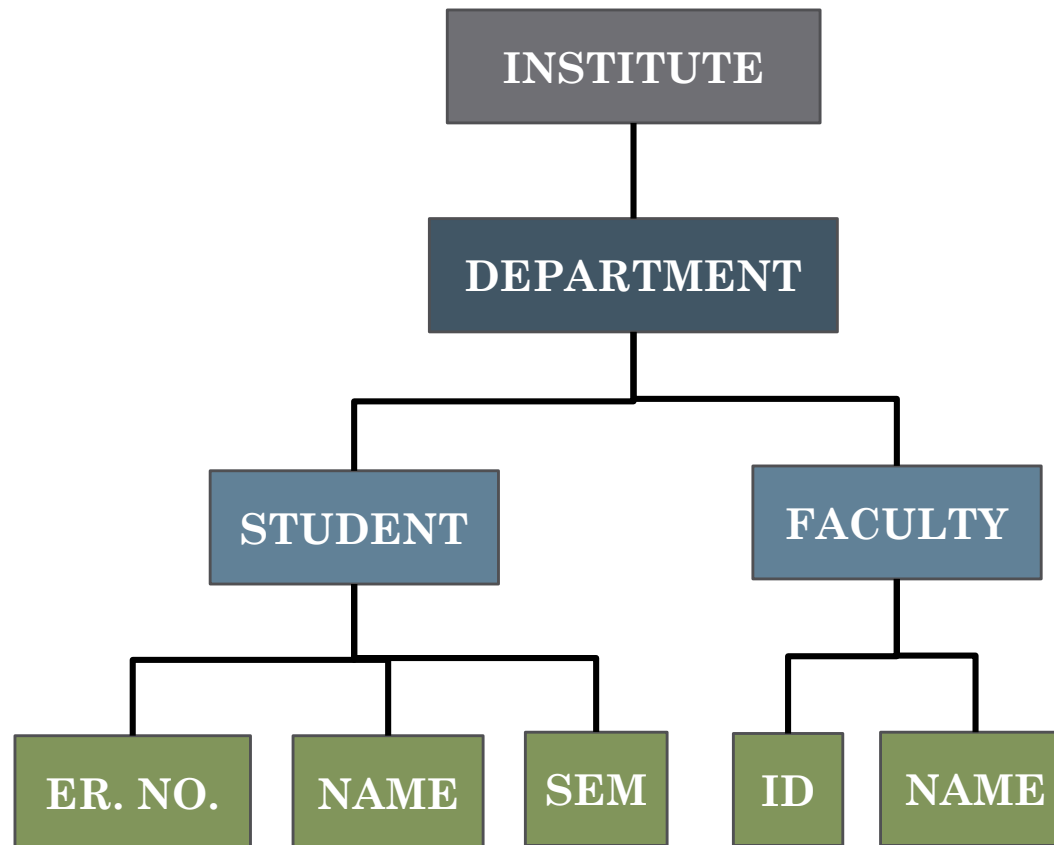 INSTITUTE
DEPARTMENT
STUDENT
FACULTY
ER. NO.
NAME
SEM
ID
NAME